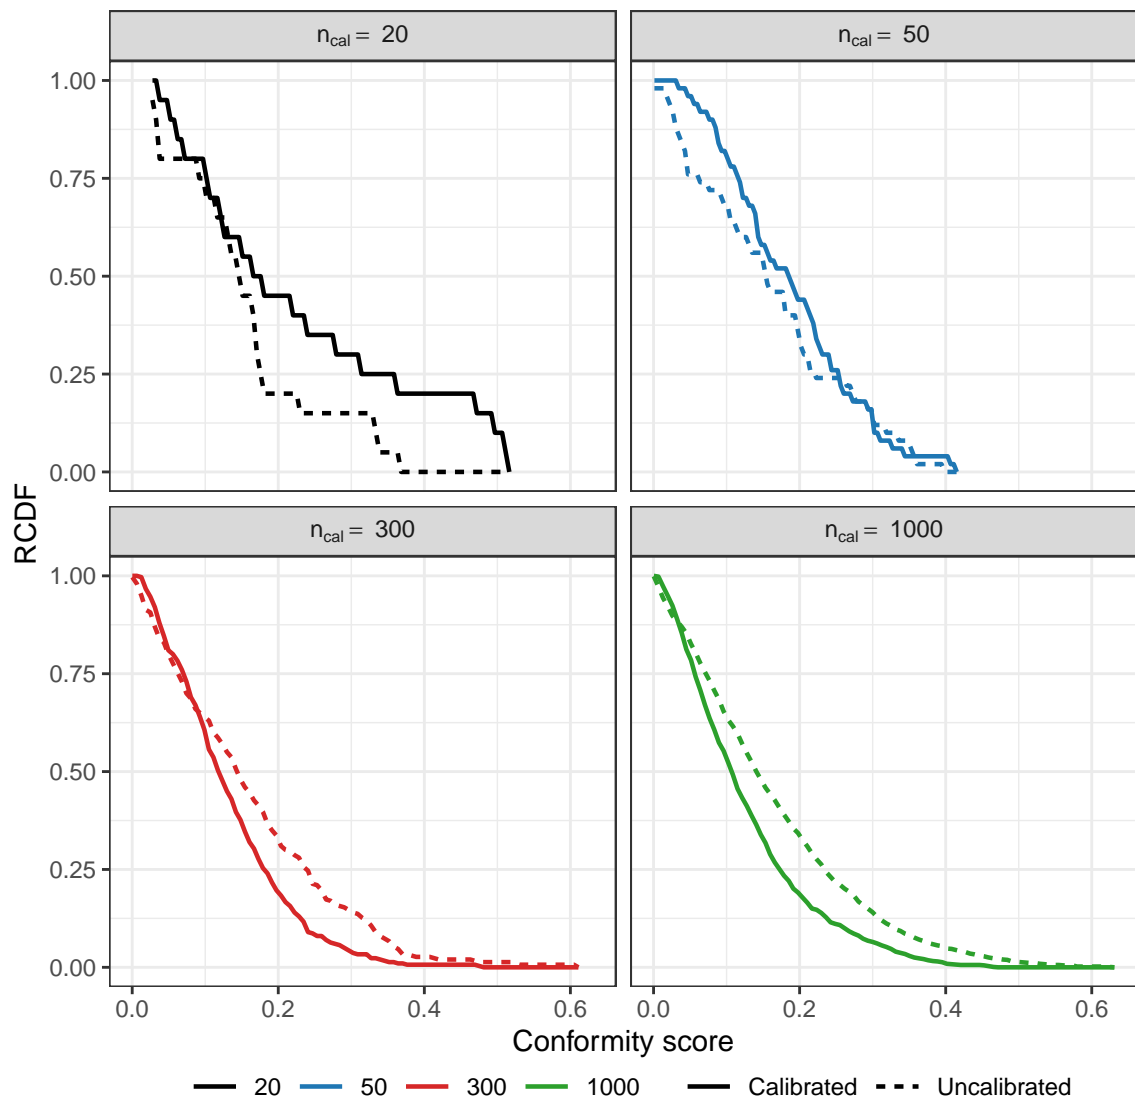 n_cal = 20
n_cal = 50
1.00
0.75
0.50
0.25
0.00
n_cal = 300
n_cal = 1000
1.00
0.75
0.50
0.25
0.00
RCDF
0.0 0.2 0.4 0.6
0.0 0.2 0.4 0.6
Conformity score
20 50 300 1000 Calibrated Uncalibrated